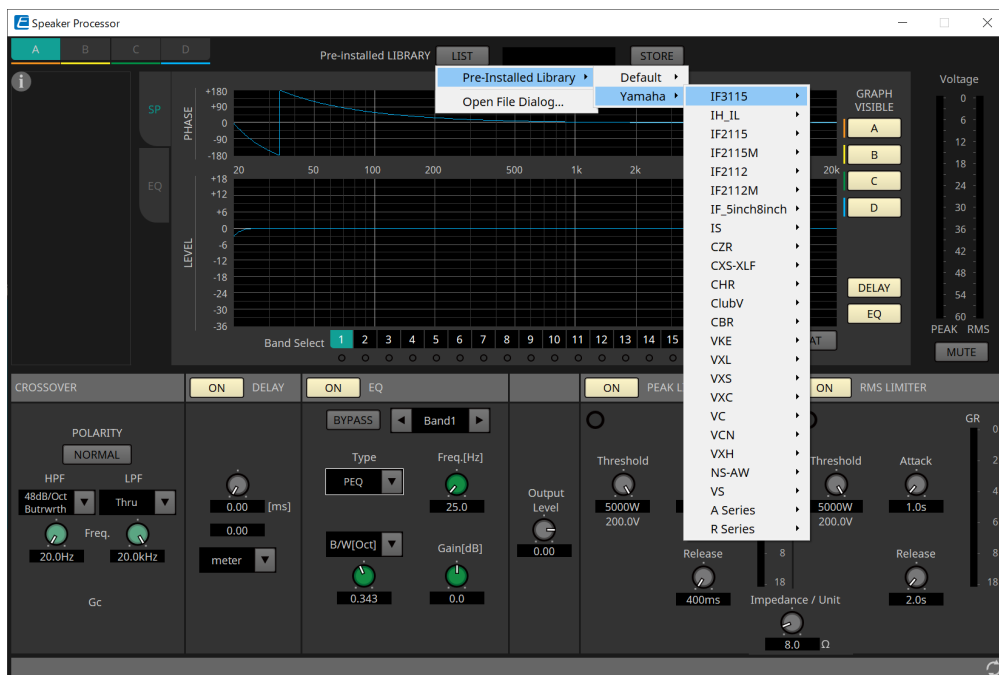 Speaker Processor
A B C D
Pre-installed LIBRARY LIST STORE
Pre-Installed Library
Open File Dialog...
Default
Yamaha
IF3115
IH_IL
IF2115
IF2115M
IF2112
IF2112M
IF_5inch8inch
IS
CZR
CXS-XLF
CHR
ClubV
CBR
VKE
VXL
VXS
VXC
VC
VCN
VXH
NS-AW
VS
A Series
R Series
SP
EQ
PHASE
+180
+90
0
-90
-180
20 50 100 200 500 1k 2k 20k
LEVEL
+18
+12
+6
0
-6
-12
-18
-24
-30
-36
Band Select 1 2 3 4 5 6 7 8 9 10 11 12 13 14 15
GRAPH
VISIBLE
A
B
C
D
DELAY
EQ
Voltage
0
6
12
18
24
30
36
42
48
54
60
PEAK RMS
MUTE
CROSSOVER
POLARITY
NORMAL
HPF LPF
48dB/Oct
Butrwrth
Thru
Freq.
20.0Hz 20.0kHz
Gc
ON DELAY
0.00 [ms]
0.00
meter
ON EQ
BYPASS Band1
Type Freq.[Hz]
PEQ
25.0
B/W[Oct] Gain[dB]
0.343 0.0
Output
Level
0.00
ON PEAK
Threshold
5000W
200.0V
Release
400ms
8
18
Impedance / Unit
8.0 Ω
ON RMS LIMITER
GR
Threshold Attack
5000W 1.0s
200.0V
Release
2.0s
0
2
4
6
8
18